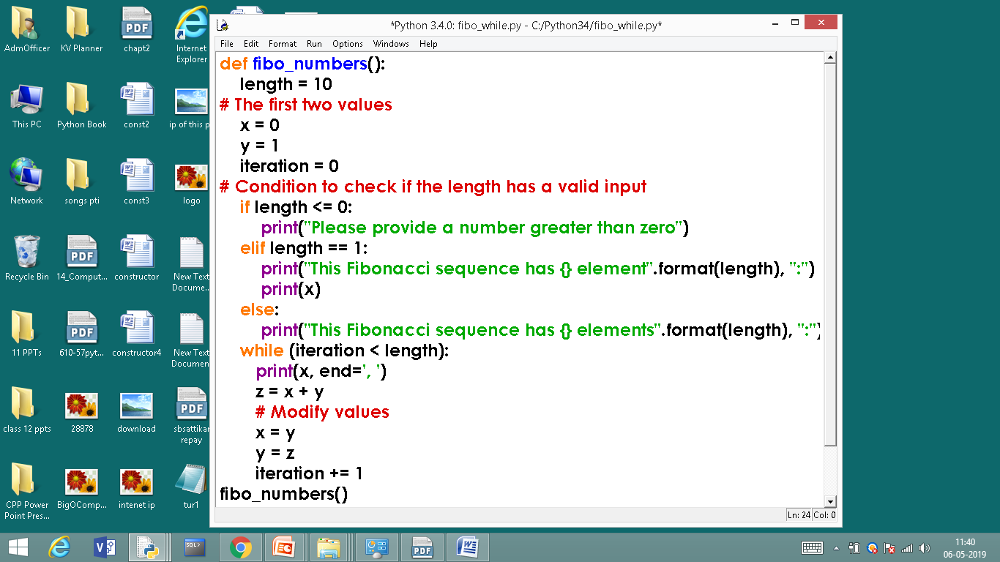 *Python 3.4.0: fibo_while.py - C:/Python34/fibo_while.py*
File Edit Format Run Options Windows Help
def fibo_numbers():
length = 10
# The first two values
x = 0
y = 1
iteration = 0
# Condition to check if the length has a valid input
if length <= 0:
print("Please provide a number greater than zero")
elif length == 1:
print("This Fibonacci sequence has {} element".format(length), ":")
print(x)
else:
print("This Fibonacci sequence has {} elements".format(length), ":")
while (iteration < length):
print(x, end=', ')
z = x + y
# Modify values
x = y
y = z
iteration += 1
fibo_numbers()
Ln: 24 Col: 0
AdmOfficer
KV Planner
chapt2
Internet
Explorer
This PC
Python Book
const2
ip of this p
Network
songs pti
const3
logo
Recycle Bin
14_Comput...
constructor
New Text
Docume...
11 PPTs
610-57pyt...
constructor4
New Text
Documen
class 12 ppts
28878
download
sbsattikar
repay
CPP Power
Point Pres...
BigOComp...
intenet ip
tur1
PDF
PDF
PDF
PDF
SQL>
PDF
11:40
06-05-2019